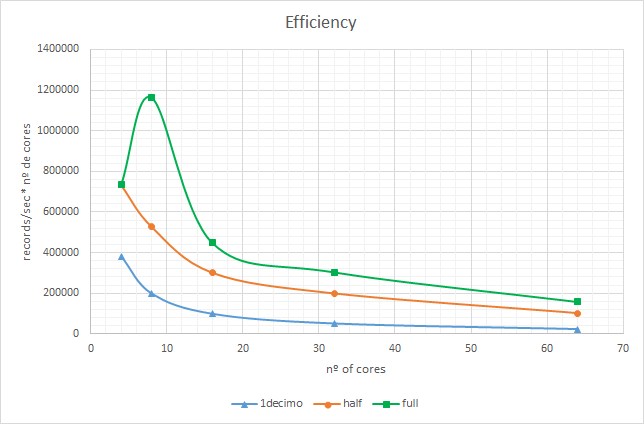 Efficiency
records/sec * nº de cores
1400000
1200000
1000000
800000
600000
400000
200000
0
0 10 20 30 40 50 60 70
nº of cores
1decimo half full